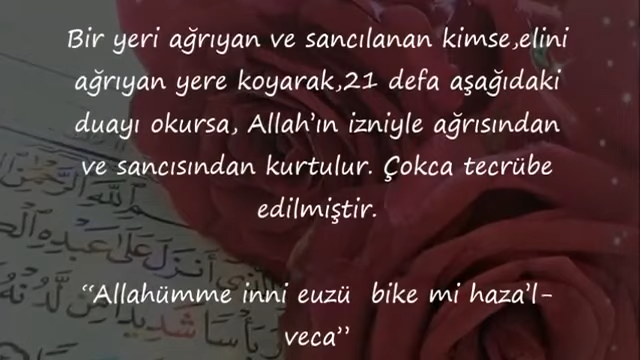 Bir yeri ağrıyan ve sancılanan kimse,elini
ağrıyan yere koyarak,21 defa aşağıdaki
duayı okursa, Allah'ın izniyle ağrısından
ve sancısından kurtulur. Çokca tecrübe
edilmiştir.
"Allahümme inni euzü bike mi haza'l-
veca"